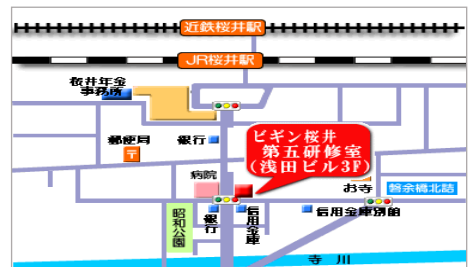 近鉄桜井駅
JR桜井駅
桜井年金
事務所
郵便局
〒
銀行
ビギン桜井
第五研修室
(浅田ビル3F)
病院
お寺
磐余橋北詰
昭和公園
銀行
信用金庫
信用金庫別館
寺川